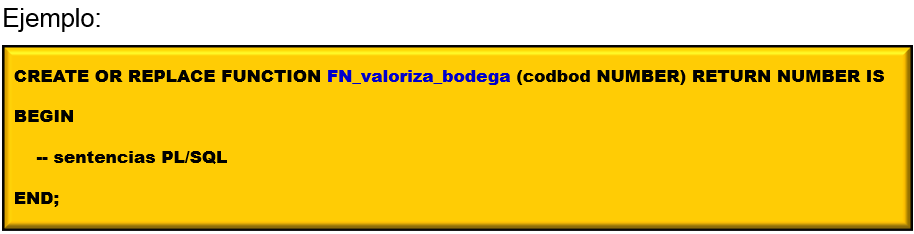 Ejemplo:
CREATE OR REPLACE FUNCTION FN_valoriza_bodega (codbod NUMBER) RETURN NUMBER IS
BEGIN
-- sentencias PL/SQL
END;